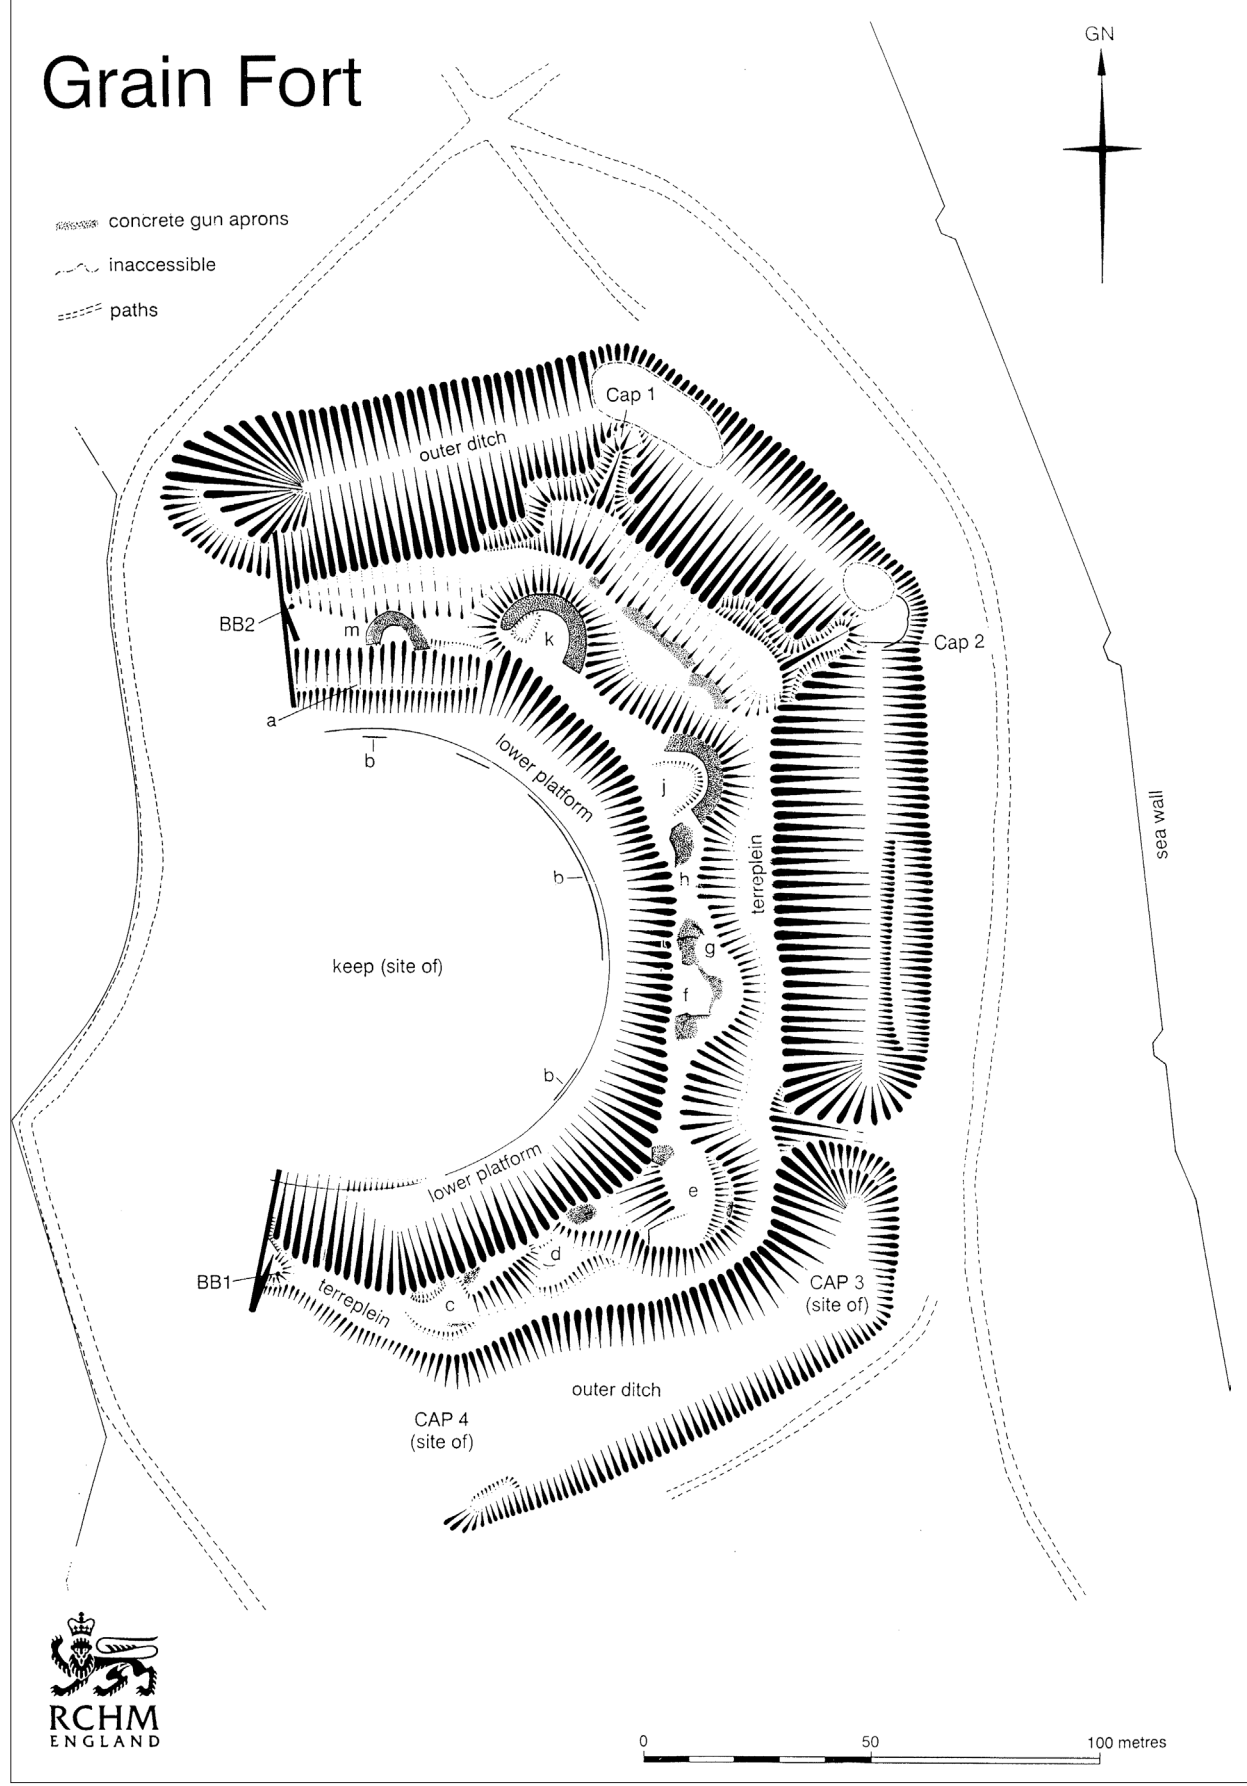 GN
Grain Fort
concrete gun aprons
inaccessible
paths
Cap 1
outer ditch
BB2
m
k
Cap 2
a
b
lower platform
j
sea wall
terreplein
h
b
g
keep (site of)
f
b
lower platform
e
d
BB1
terreplein
c
CAP 3
(site of)
outer ditch
CAP 4
(site of)
RCHM
ENGLAND
0 50 100 metres